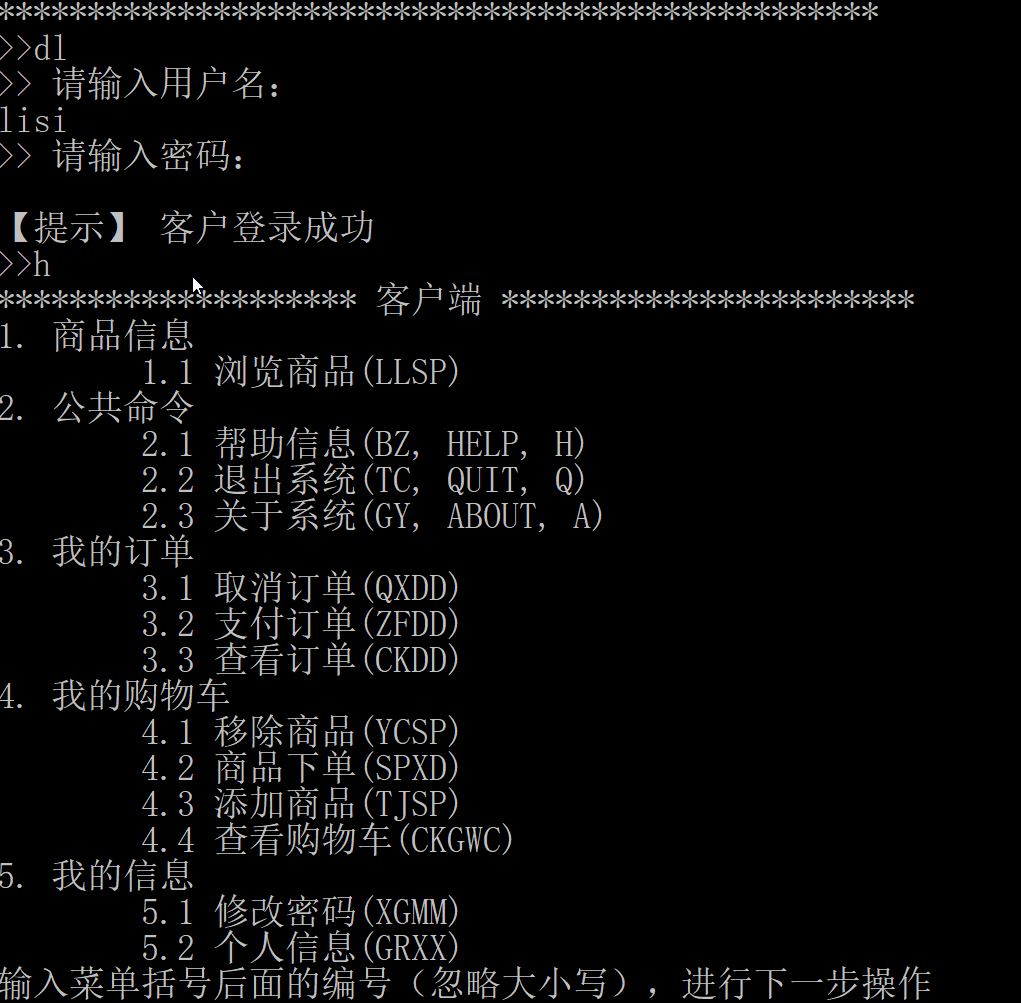 *************************************************
>>dl
>> 请输入用户名：
lisi
>> 请输入密码：
【提示】 客户登录成功
>>h
******************** 客户端 ***********************
1. 商品信息
1.1 浏览商品(LLSP)
2. 公共命令
2.1 帮助信息(BZ, HELP, H)
2.2 退出系统(TC, QUIT, Q)
2.3 关于系统(GY, ABOUT, A)
3. 我的订单
3.1 取消订单(QXDD)
3.2 支付订单(ZFDD)
3.3 查看订单(CKDD)
4. 我的购物车
4.1 移除商品(YCSP)
4.2 商品下单(SPXD)
4.3 添加商品(TJSP)
4.4 查看购物车(CKGWC)
5. 我的信息
5.1 修改密码(XGMM)
5.2 个人信息(GRXX)
输入菜单括号后面的编号（忽略大小写），进行下一步操作